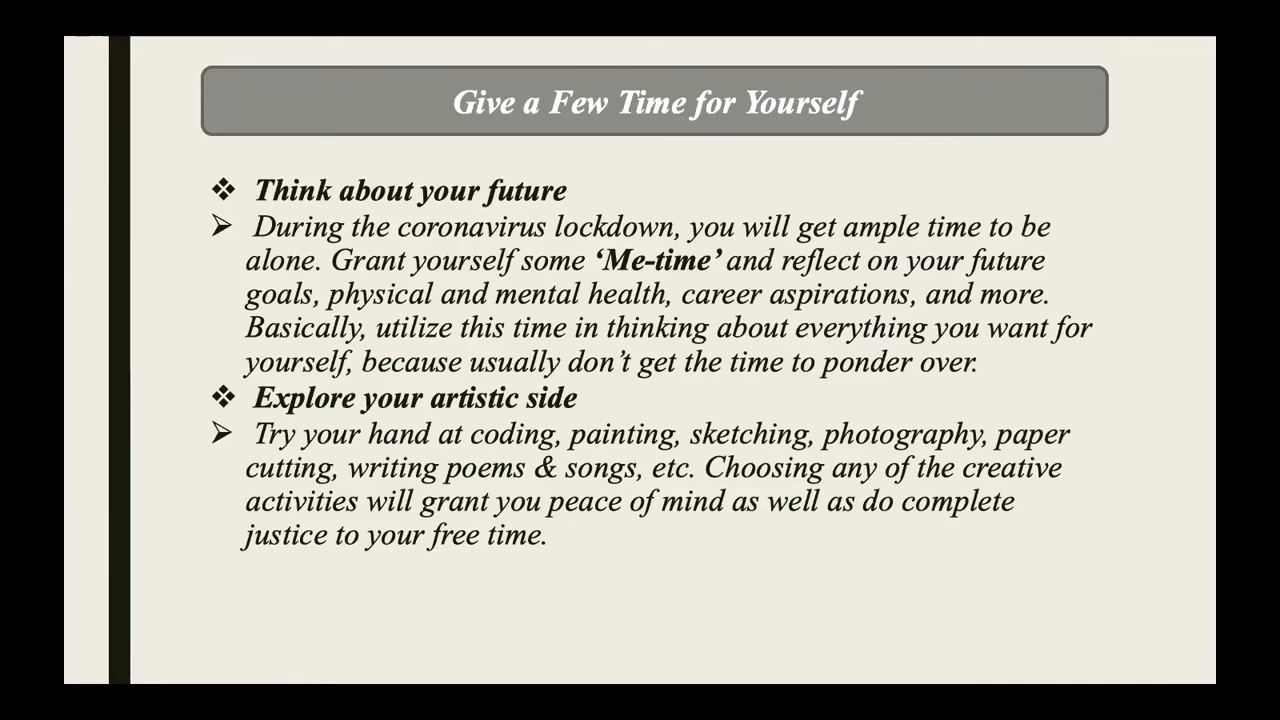 Give a Few Time for Yourself
❖ Think about your future
➢ During the coronavirus lockdown, you will get ample time to be
alone. Grant yourself some ‘Me-time’ and reflect on your future
goals, physical and mental health, career aspirations, and more.
Basically, utilize this time in thinking about everything you want for
yourself, because usually don’t get the time to ponder over.
❖ Explore your artistic side
➢ Try your hand at coding, painting, sketching, photography, paper
cutting, writing poems & songs, etc. Choosing any of the creative
activities will grant you peace of mind as well as do complete
justice to your free time.